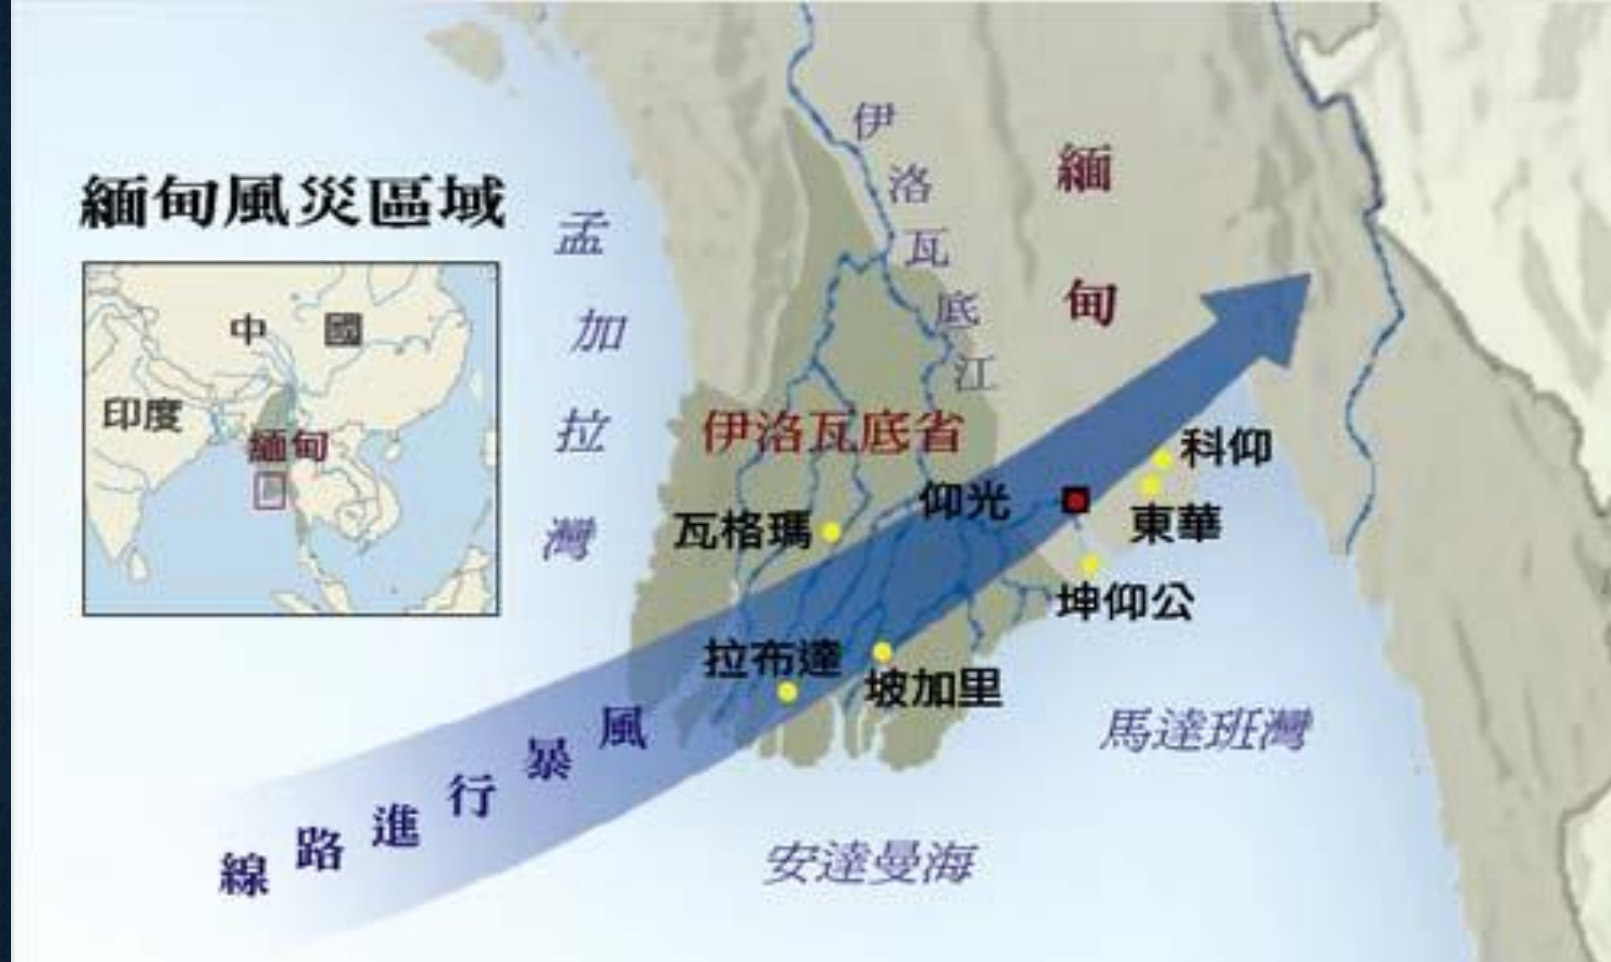 緬甸風災區域
中國
印度
緬甸
孟加拉灣
伊洛瓦底江
緬甸
伊洛瓦底省
科仰
仰光
東華
瓦格瑪
坤仰公
拉布達
坡加里
馬達班灣
線路進行暴風
安達曼海